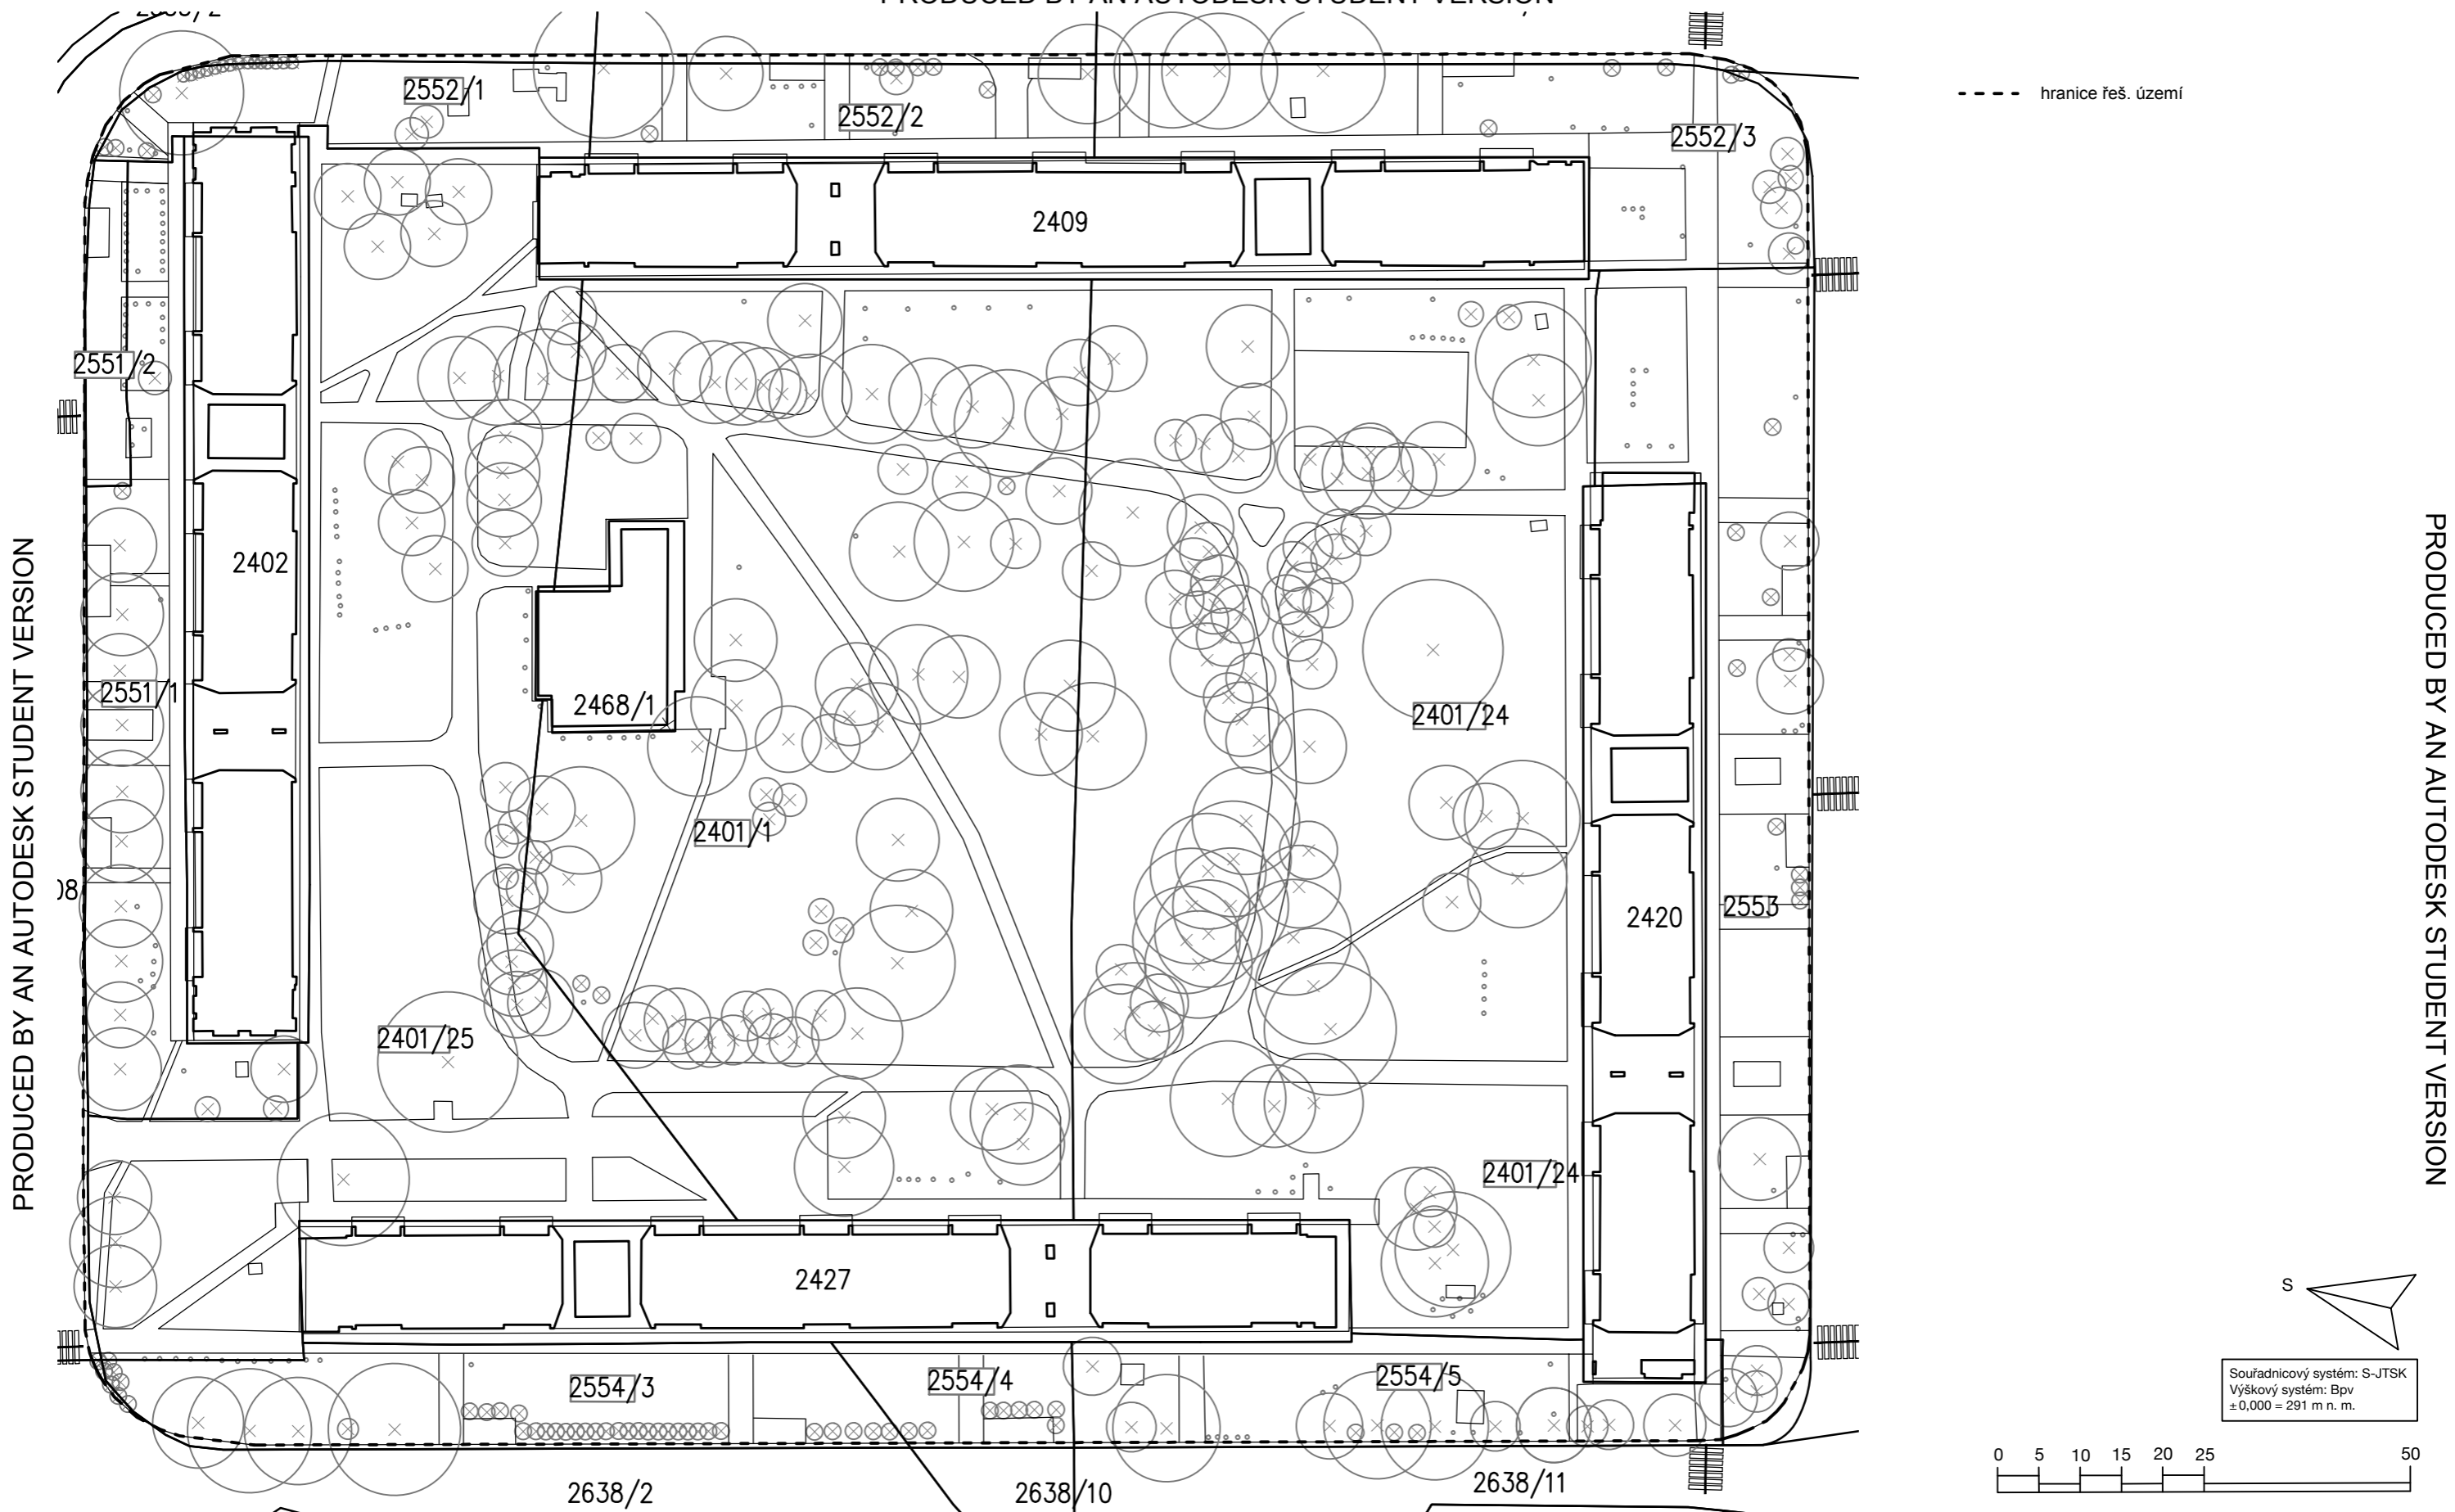 PRODUCED BY AN AUTODESK STUDENT VERSION
2552/1
2552/2
2552/3
hranice řeš. území
2409
2551/2
2402
2468/1
2551/1
2401/24
2401/1
2420
2553
2401/25
2401/24
2427
2554/3
2554/4
2554/5
2638/2
2638/10
2638/11
PRODUCED BY AN AUTODESK STUDENT VERSION
PRODUCED BY AN AUTODESK STUDENT VERSION
S
Souřadnicový systém: S-JTSK
Výškový systém: Bpv
±0,000 = 291 m n. m.
0 5 10 15 20 25 50